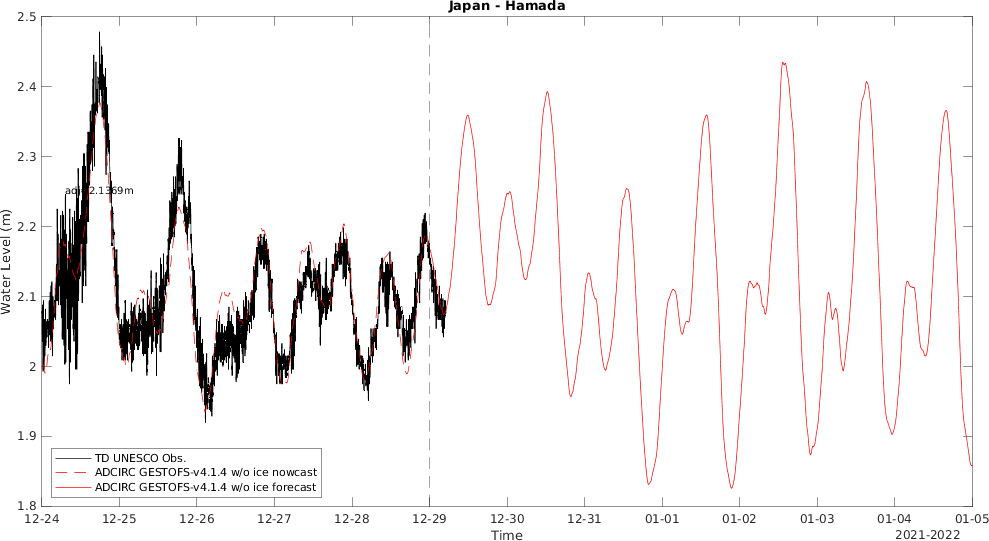 Japan - Hamada
2.5
2.4
2.3
2.2
2.1
2
1.9
1.8
Water Level (m)
2.1369m
TD UNESCO Obs.
ADCIRC GESTOFS-v4.1.4 w/o ice nowcast
ADCIRC GESTOFS-v4.1.4 w/o ice forecast
12-24 12-25 12-26 12-27 12-28 12-29 12-30 12-31 01-01 01-02 01-03 01-04 01-05
Time
2021-2022